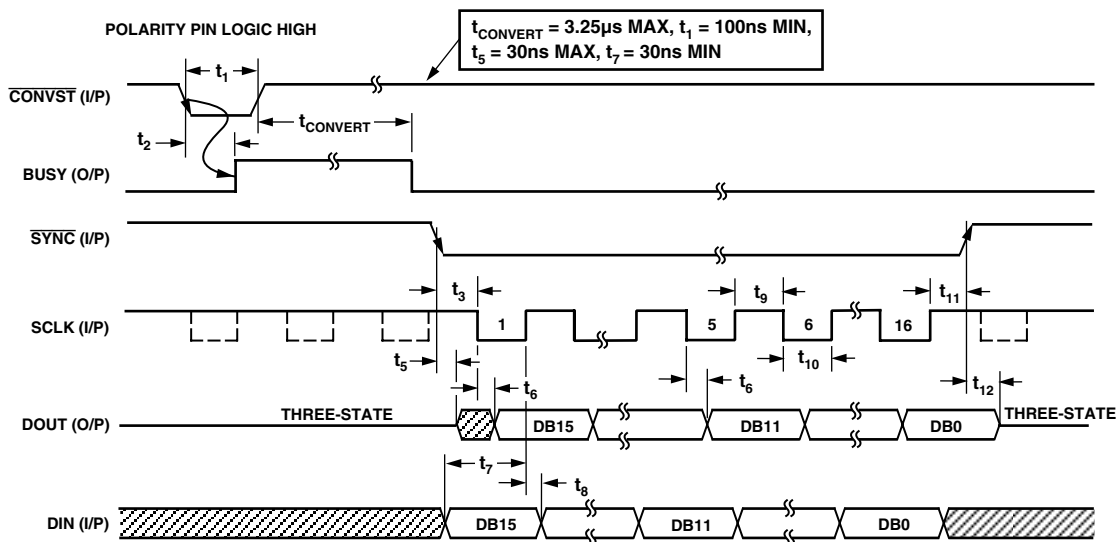 POLARITY PIN LOGIC HIGH
tCONVERT = 3.25µs MAX, t1 = 100ns MIN,
t5 = 30ns MAX, t7 = 30ns MIN
t1
CONVST (I/P)
tCONVERT
t2
BUSY (O/P)
SYNC (I/P)
t3
t9
t11
SCLK (I/P)
1
5
6
16
t5
t10
t6
t6
t12
THREE-STATE
THREE-STATE
DOUT (O/P)
DB15
DB11
DB0
t7
t8
DIN (I/P)
DB15
DB11
DB0